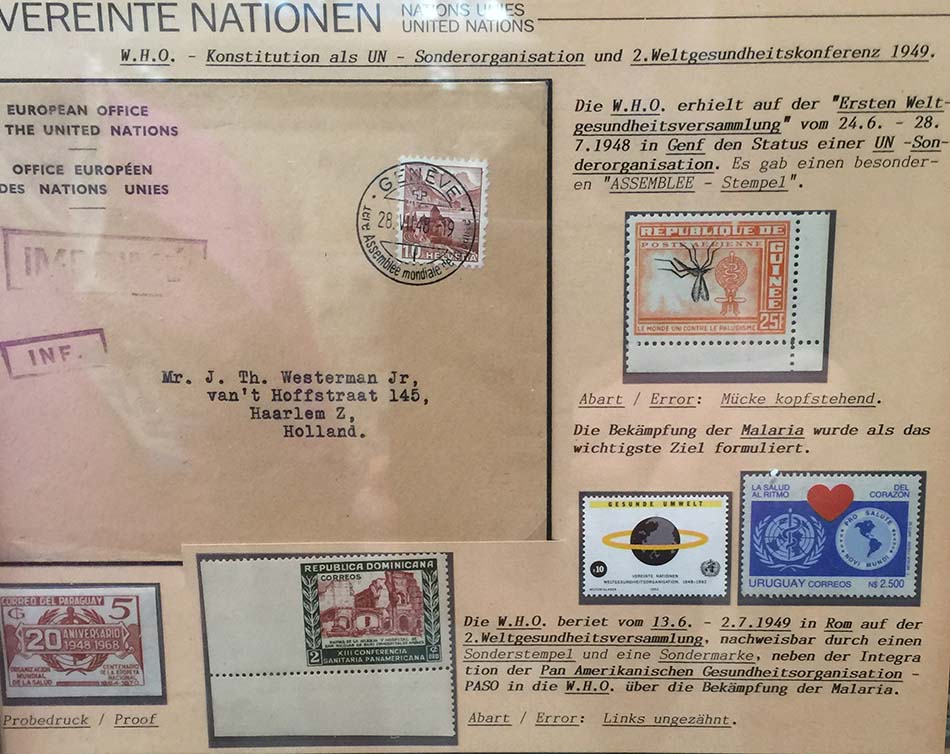 VEREINTE NATIONEN
NATIONS UNIES
UNITED NATIONS
W.H.O. - Konstitution als UN - Sonderorganisation und 2.Weltgesundheitskonferenz 1949.
EUROPEAN OFFICE
THE UNITED NATIONS
OFFICE EUROPÉEN
DES NATIONS UNIES
INF.
GENEVE
28. VII. 48 - 19
Assemblée mondiale de
10 HELVETIA
Mr. J. Th. Westerman Jr,
van't Hoffstraat 145,
Haarlem Z,
Holland.
Die W.H.O. erhielt auf der "Ersten Welt-
gesundheitsversammlung" vom 24.6. - 28.
7.1948 in Genf den Status einer UN -Son-
derorganisation. Es gab einen besonder-
en "ASSEMBLEE - Stempel".
REPUBLIQUE DE
GUINEE
POSTE AERIENNE
LE MONDE UNI CONTRE LE PALUDISME
25F
Abart / Error: Mücke kopfstehend.
Die Bekämpfung der Malaria wurde als das
wichtigste Ziel formuliert.
GESUNDE UMWELT
S10
VEREINTE NATIONEN
WELTGESUNDHEITSORGANISATION
LA SALUD
AL RITMO
DEL
CORAZON
PRO SALUTE
NOVI MUNDI
URUGUAY CORREOS N$ 2.500
CORREO DEL PARAGUAY 5
G
20 ANIVERSARIO
1948-1968
ORGANIZACION
MUNDIAL
DE LA SALUD
CENTENARIO
Probedruck / Proof
REPUBLICA DOMINICANA
CORREOS
XIII CONFERENCIA
SANITARIA PANAMERICANA
2
Die W.H.O. beriet vom 13.6. - 2.7.1949 in Rom auf der
2.Weltgesundheitsversammlung, nachweisbar durch einen
Sonderstempel und eine Sondermarke, neben der Integra
tion der Pan Amerikanischen Gesundheitsorganisation -
PASO in die W.H.O. über die Bekämpfung der Malaria.
Abart / Error: Links ungezähnt.